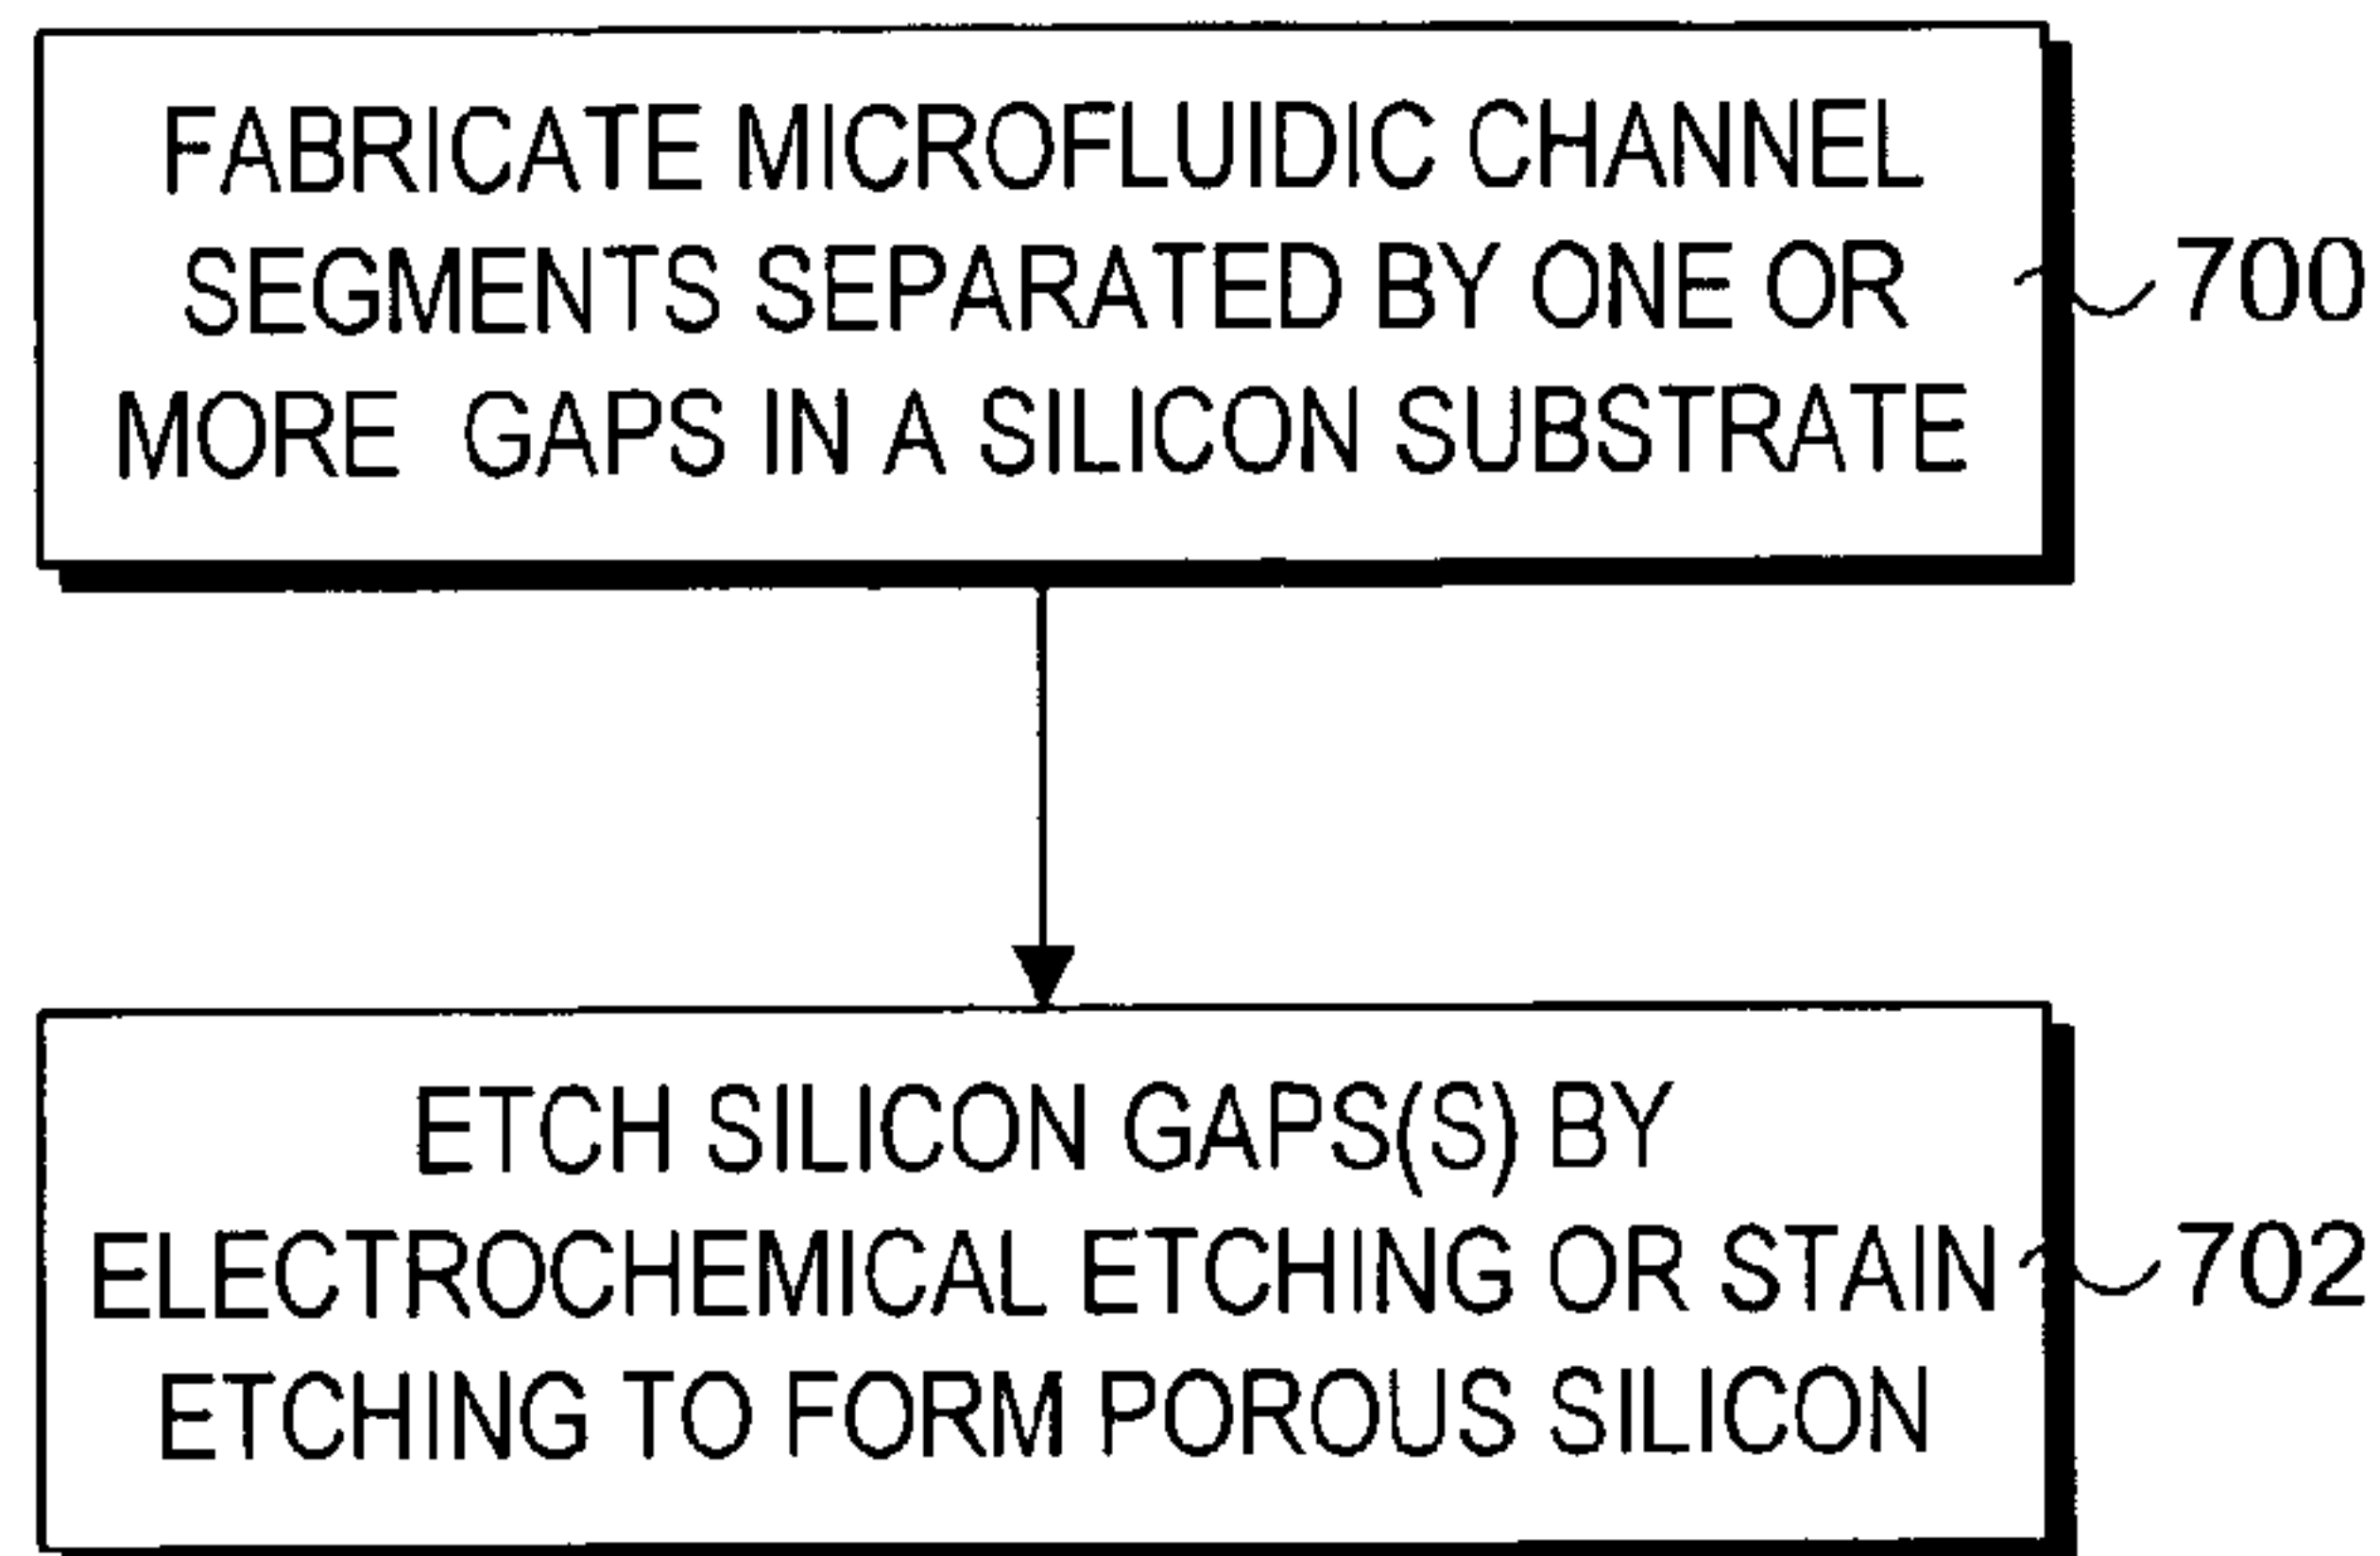 FABRICATE MICROFLUIDIC CHANNEL
SEGMENTS SEPARATED BY ONE OR
MORE GAPS IN A SILICON SUBSTRATE
700
ETCH SILICON GAPS(S) BY
ELECTROCHEMICAL ETCHING OR STAIN
ETCHING TO FORM POROUS SILICON
702